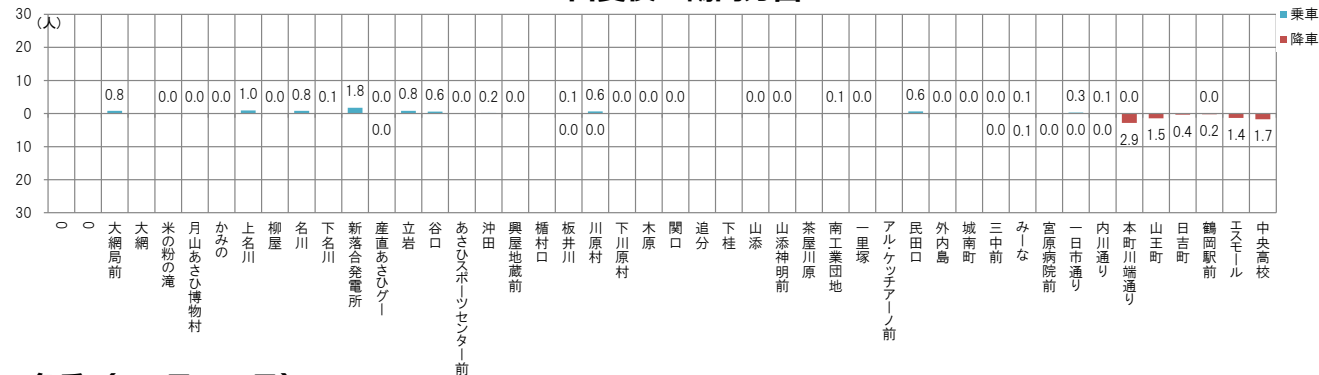 30
(人)
20
10
0
10
20
30
乗車
降車
0.8 0.0 0.0 0.0 1.0 0.0 0.8 0.1 1.8 0.0 0.8 0.6 0.0 0.2 0.0 0.1 0.6 0.0 0.0 0.0 0.0 0.0 0.1 0.0 0.6 0.0 0.0 0.0 0.1 0.3 0.1 0.0 0.0
0.0 0.0 0.0 0.0 0.1 0.0 0.0 0.0 2.9 1.5 0.4 0.2 1.4 1.7
0
0
大網局前
大網
米の粉の滝
月山あさひ博物村
かみの
上名川
柳屋
名川
下名川
新落合発電所
産直あさひグー
立岩
谷口
あさひスポーツセンター前
沖田
興屋地蔵前
楯村口
板井川
川原村
下川原村
木原
関口
追分
下桂
山添
山添神明前
茶屋川原
南工業団地
一里塚
アル・ケッチアーノ前
民田口
外内島
城南町
三中前
みーな
宮原病院前
一日市通り
内川通り
本町川端通り
山王町
日吉町
鶴岡駅前
エスモール
中央高校